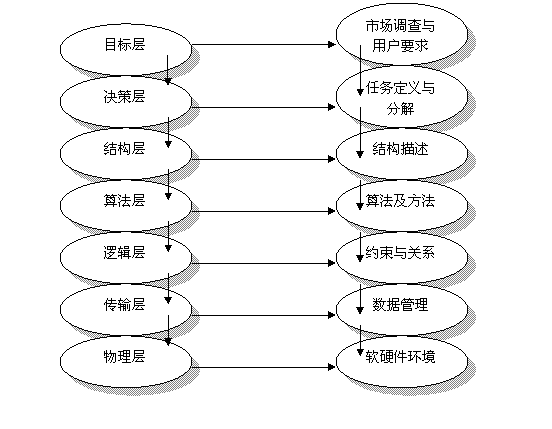 目标层
市场调查与
用户要求
决策层
任务定义与
分解
结构层
结构描述
算法层
算法及方法
逻辑层
约束与关系
传输层
数据管理
物理层
软硬件环境